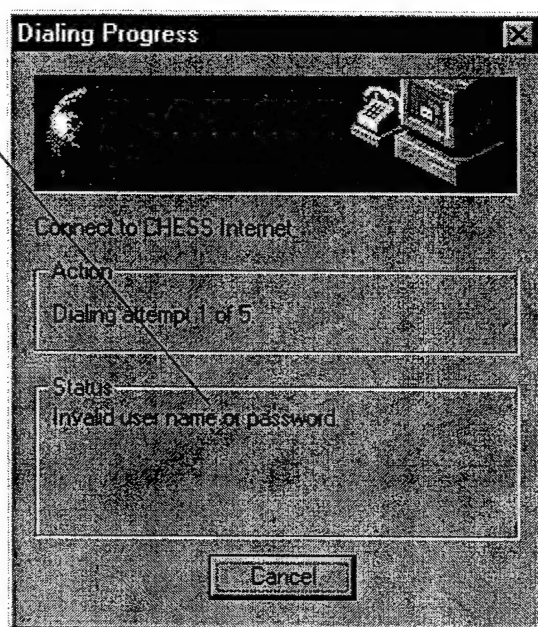 Dialing Progress
Connect to CHESS Internet
Action
Dialing attempt 1 of 5
Status
Invalid user name or password.
Cancel